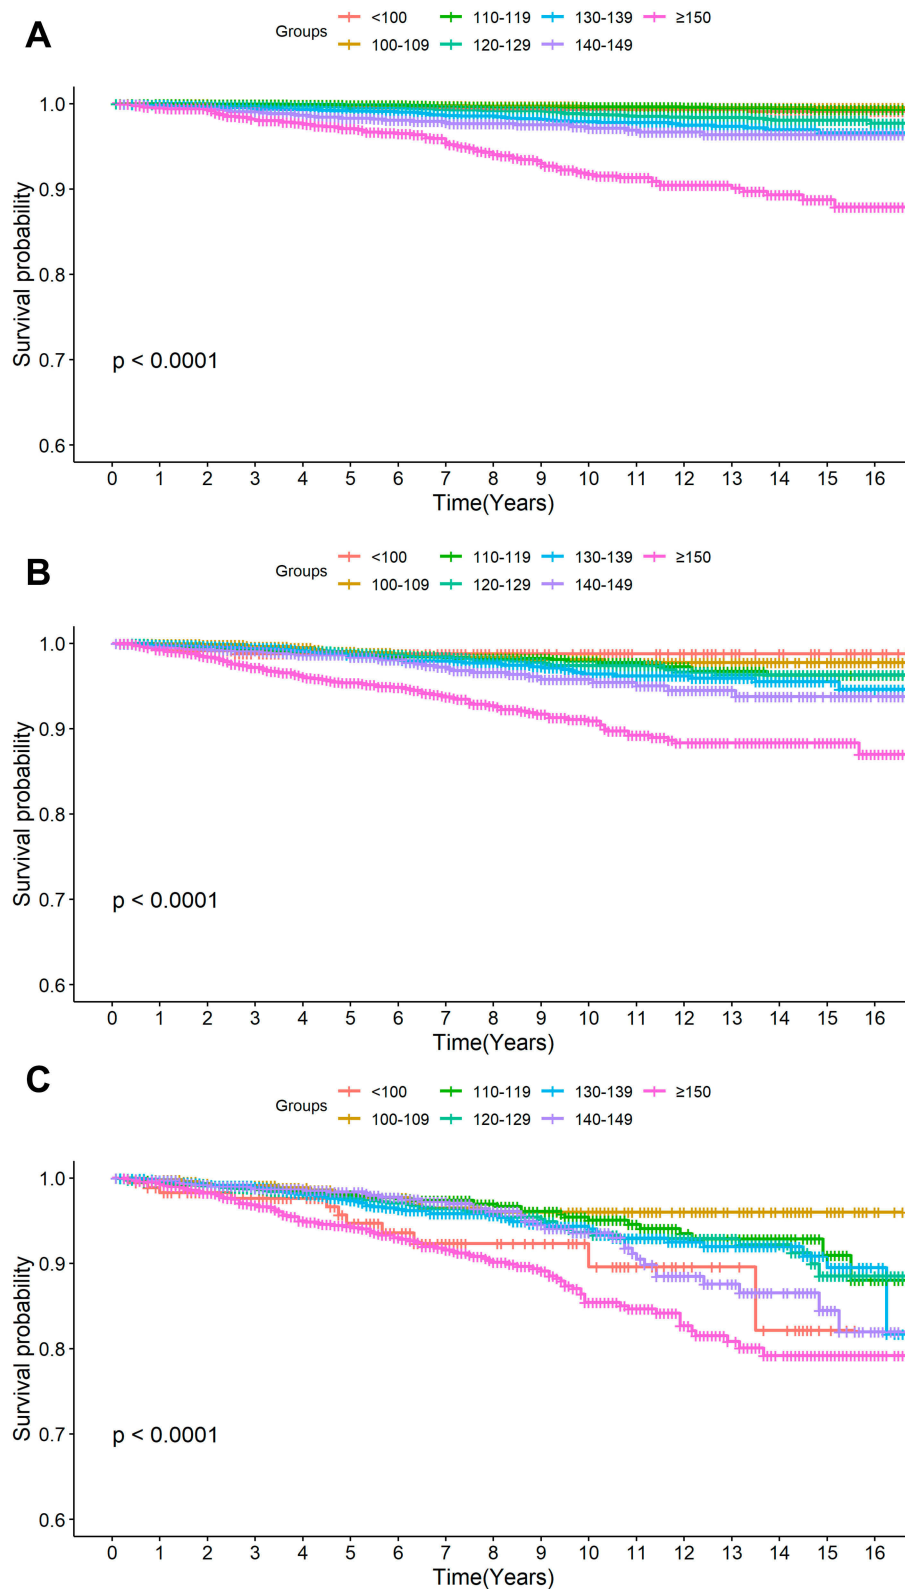 A
Groups
<100 110-119 130-139 ≥150
100-109 120-129 140-149
Survival probability
1.0
0.9
0.8
0.7
0.6
p < 0.0001
0 1 2 3 4 5 6 7 8 9 10 11 12 13 14 15 16
Time(Years)
B
Groups
<100 110-119 130-139 ≥150
100-109 120-129 140-149
Survival probability
1.0
0.9
0.8
0.7
0.6
p < 0.0001
0 1 2 3 4 5 6 7 8 9 10 11 12 13 14 15 16
Time(Years)
C
Groups
<100 110-119 130-139 ≥150
100-109 120-129 140-149
Survival probability
1.0
0.9
0.8
0.7
0.6
p < 0.0001
0 1 2 3 4 5 6 7 8 9 10 11 12 13 14 15 16
Time(Years)